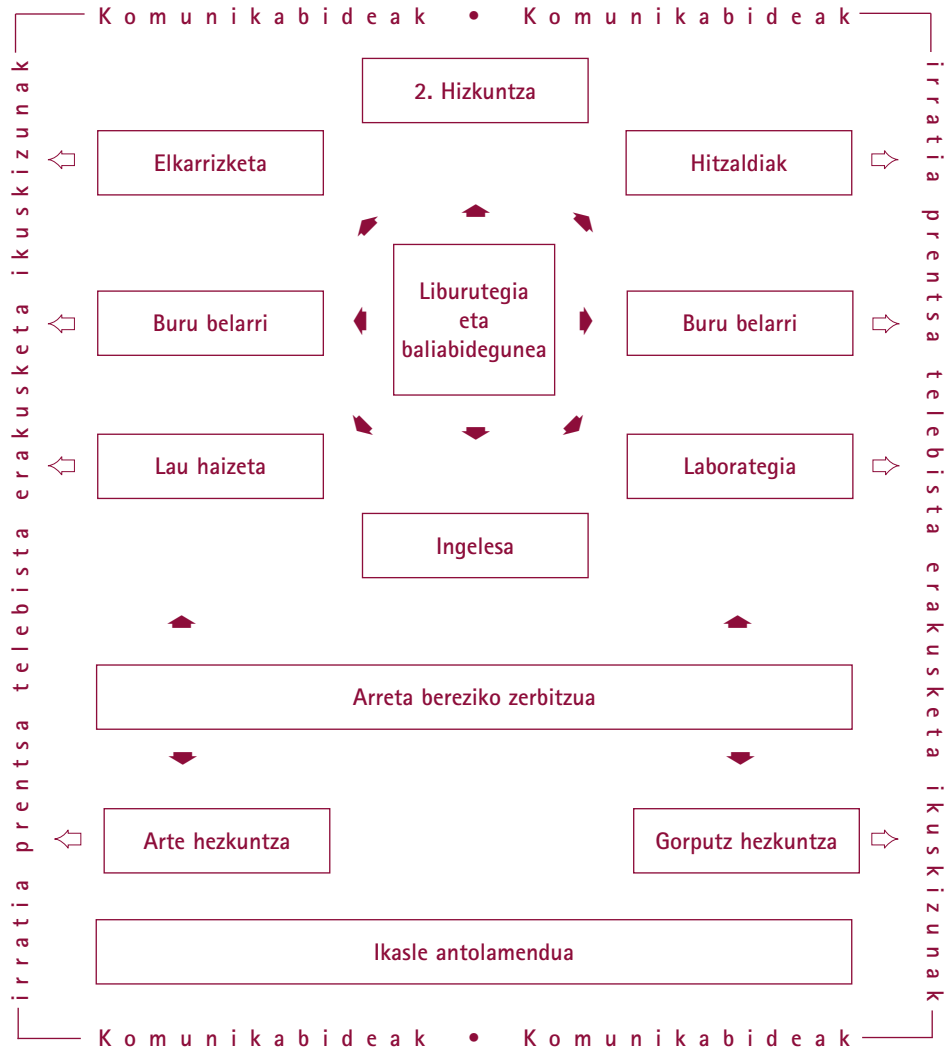 Komunikabideak • Komunikabideak
irratia prentsa telebista erakusketa ikuskizunak
irratia prentsa telebista erakusketa ikuskizunak
2. Hizkuntza
Elkarrizketa
Hitzaldiak
Liburutegia
eta
baliabidegunea
Buru belarri
Buru belarri
Lau haizeta
Laborategia
Ingelesa
Arreta bereziko zerbitzua
Arte hezkuntza
Gorputz hezkuntza
Ikasle antolamendua
Komunikabideak • Komunikabideak